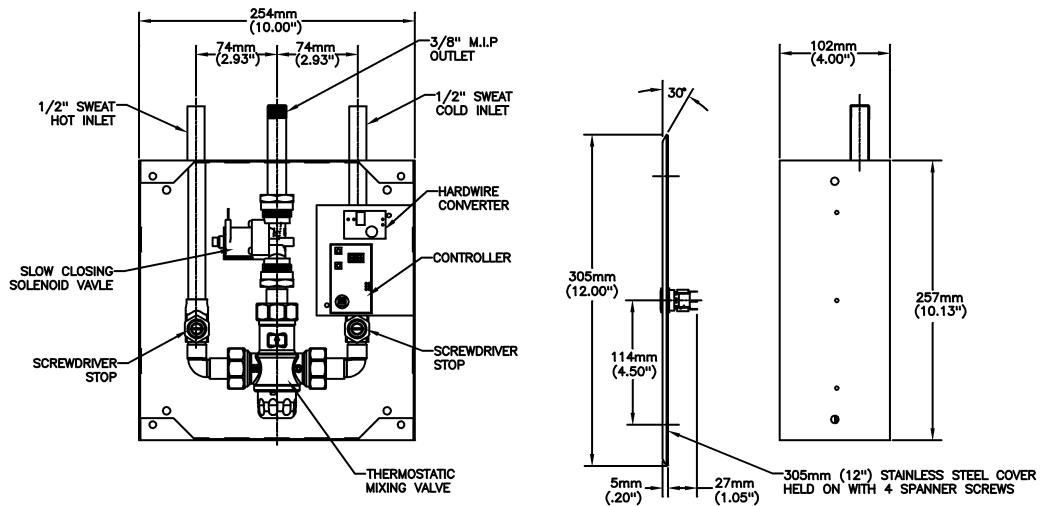 254mm
(10.00")
74mm
(2.93")
74mm
(2.93")
3/8" M.I.P
OUTLET
1/2" SWEAT
HOT INLET
1/2" SWEAT
COLD INLET
HARDWIRE
CONVERTER
CONTROLLER
SLOW CLOSING
SOLENOID VAVLE
SCREWDRIVER
STOP
SCREWDRIVER
STOP
THERMOSTATIC
MIXING VALVE
30°
305mm
(12.00")
114mm
(4.50")
5mm
(.20")
27mm
(1.05")
102mm
(4.00")
257mm
(10.13")
305mm (12") STAINLESS STEEL COVER
HELD ON WITH 4 SPANNER SCREWS